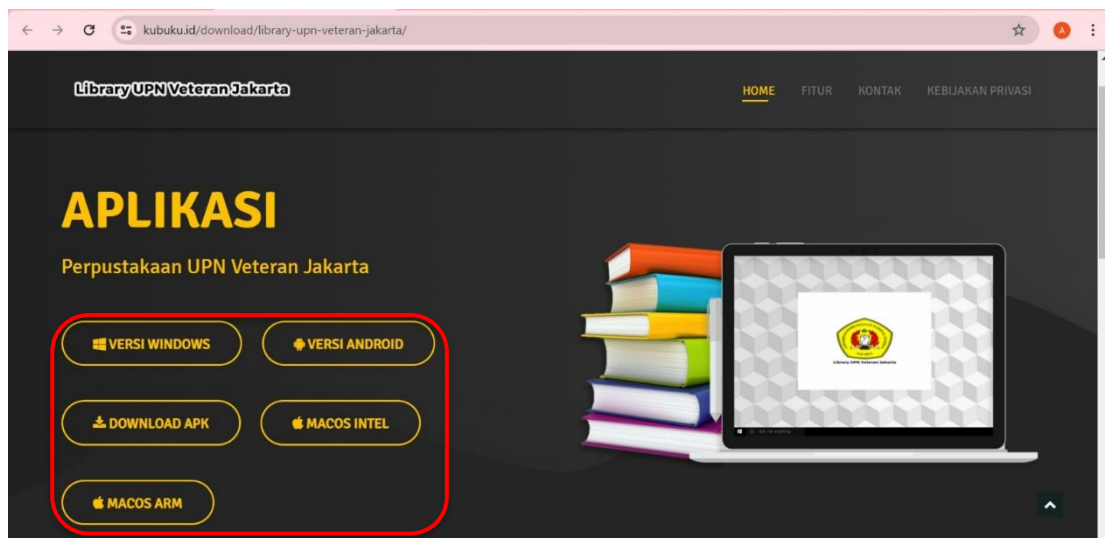 kubuku.id/download/library-upn-veteran-jakarta/
A
Library UPN Veteran Jakarta
HOME FITUR KONTAK KEBIJAKAN PRIVASI
APLIKASI
Perpustakaan UPN Veteran Jakarta
VERSI WINDOWS VERSI ANDROID
DOWNLOAD APK MACOS INTEL
MACOS ARM
Library UPN Veteran Jakarta